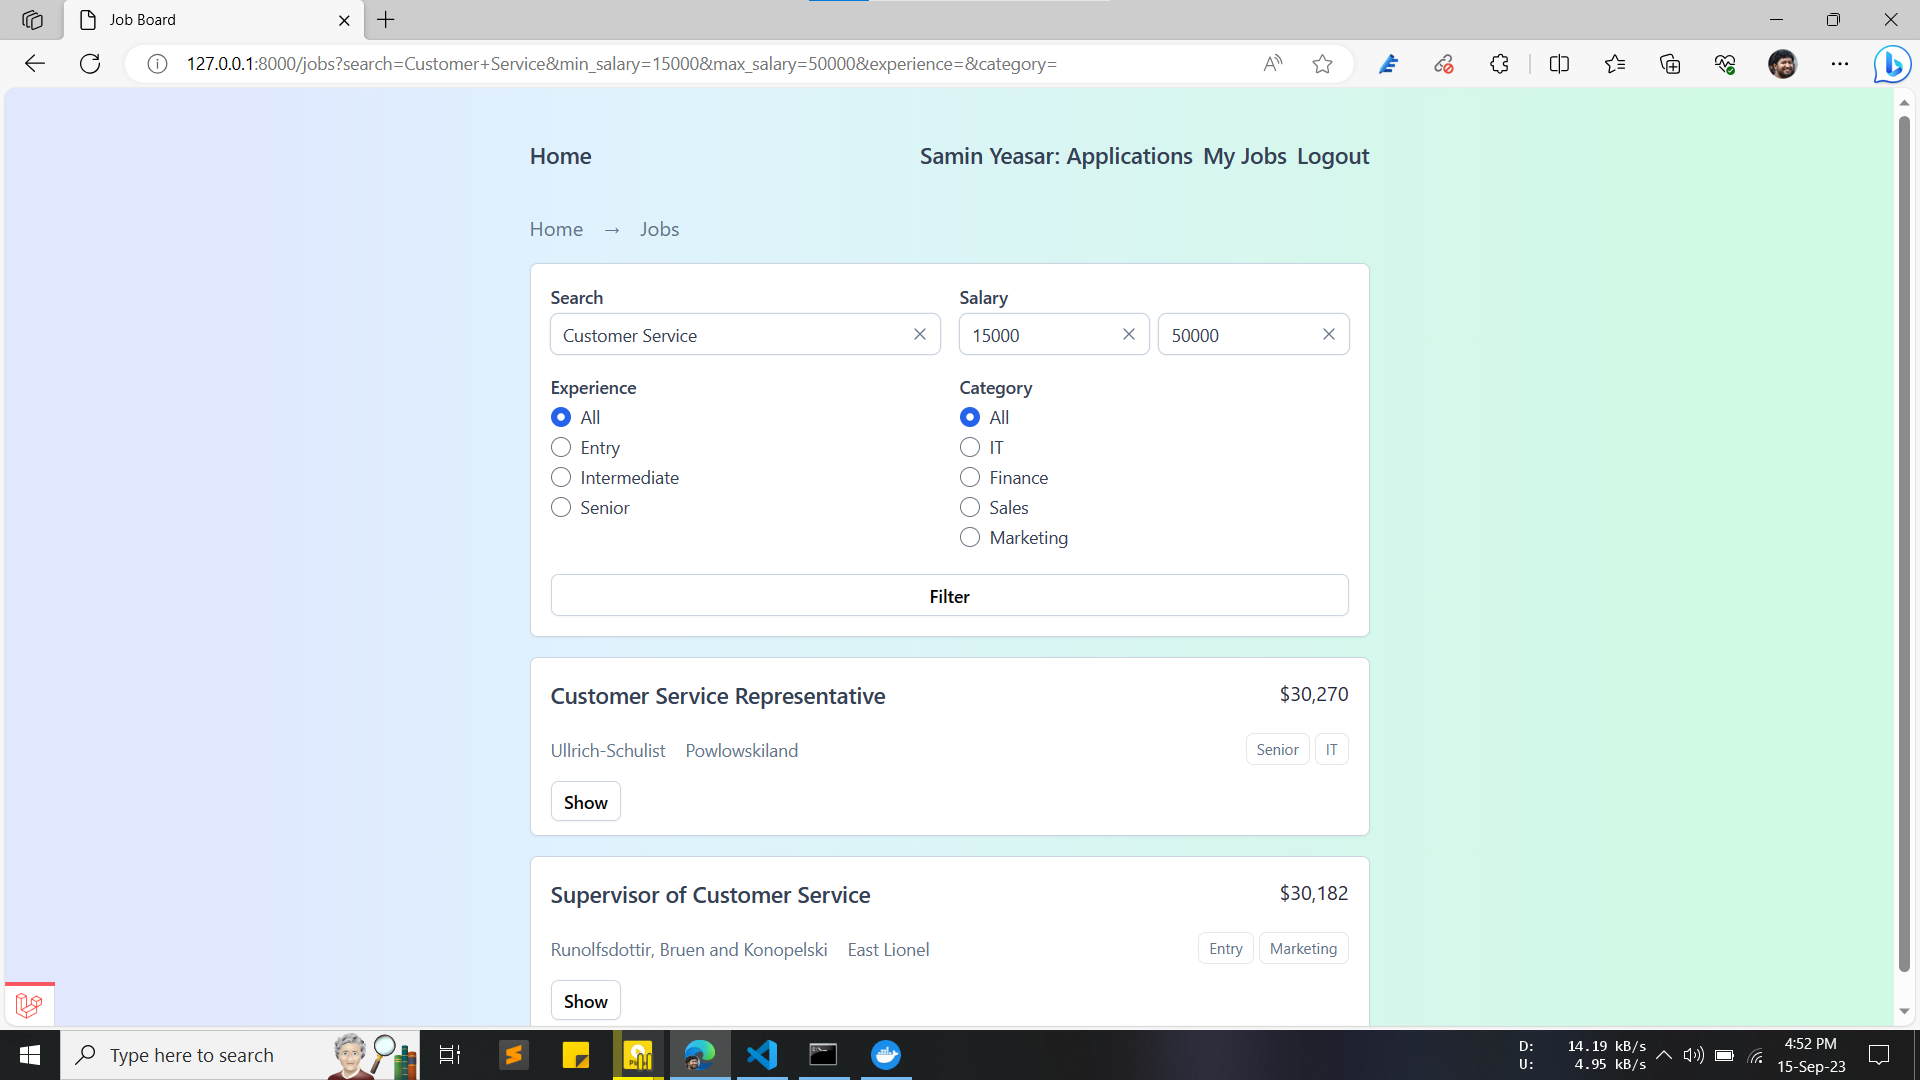 Job Board
127.0.0.1:8000/jobs?search=Customer+Service&min_salary=15000&max_salary=50000&experience=&category=
Home
Samin Yeasar: Applications My Jobs Logout
Home → Jobs
Search
Salary
Customer Service
15000
50000
Experience
Category
All
All
Entry
IT
Intermediate
Finance
Senior
Sales
Marketing
Filter
Customer Service Representative
$30,270
Ullrich-Schulist Powlowskiland
Senior
IT
Show
Supervisor of Customer Service
$30,182
Runolfsdottir, Bruen and Konopelski East Lionel
Entry
Marketing
Show
Type here to search
D: 14.19 kB/s
U: 4.95 kB/s
4:52 PM
15-Sep-23